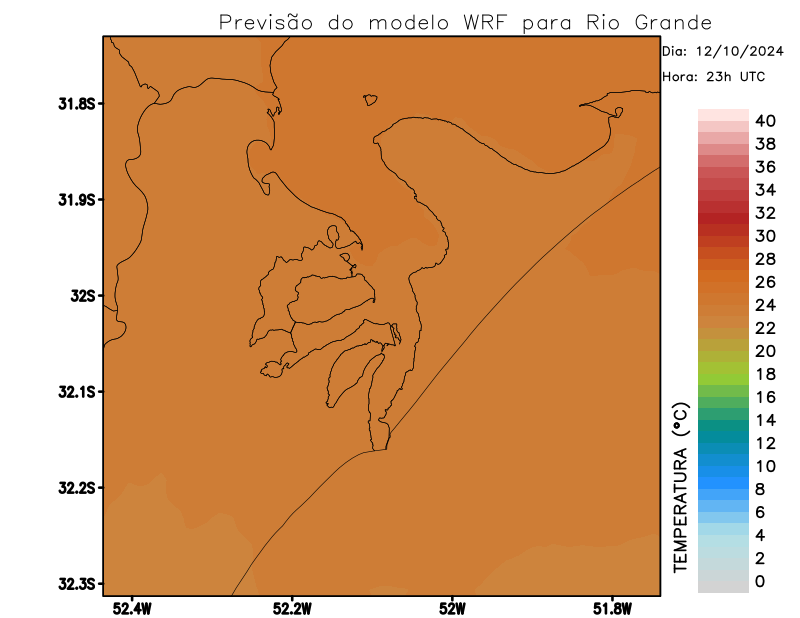 Previsão do modelo WRF para Rio Grande
Dia: 12/10/2024
Hora: 23h UTC
31.8S
31.9S
32S
32.1S
32.2S
32.3S
52.4W
52.2W
52W
51.8W
TEMPERATURA (°C)
40
38
36
34
32
30
28
26
24
22
20
18
16
14
12
10
8
6
4
2
0